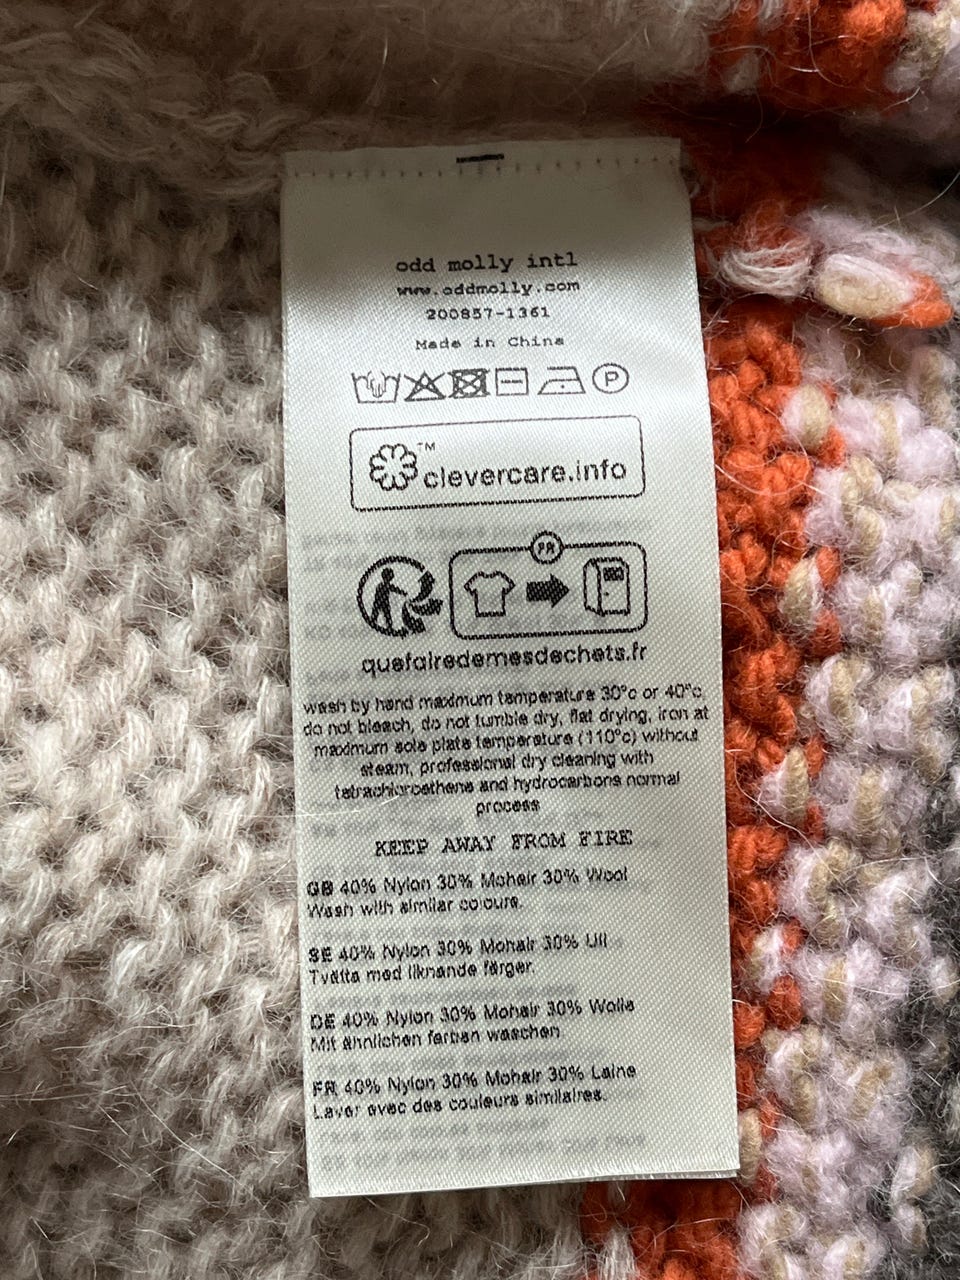 odd molly intl
www.oddmolly.com
200857-1361
Made in China
P
™
clevercare.info
FR
quefairedemesdechets.fr
wash by hand maximum temperature 30°c or 40°c,
do not bleach, do not tumble dry, flat drying, iron at
maximum sole plate temperature (110°c) without
steam, professional dry cleaning with
tetrachloroethene and hydrocarbons normal
process
KEEP AWAY FROM FIRE
GB 40% Nylon 30% Mohair 30% Wool
Wash with similar colours.
SE 40% Nylon 30% Mohair 30% Ull
Tvätta med liknande färger.
DE 40% Nylon 30% Mohair 30% Wolle
Mit ähnlichen farben waschen.
FR 40% Nylon 30% Mohair 30% Laine
Laver avec des couleurs similaires.